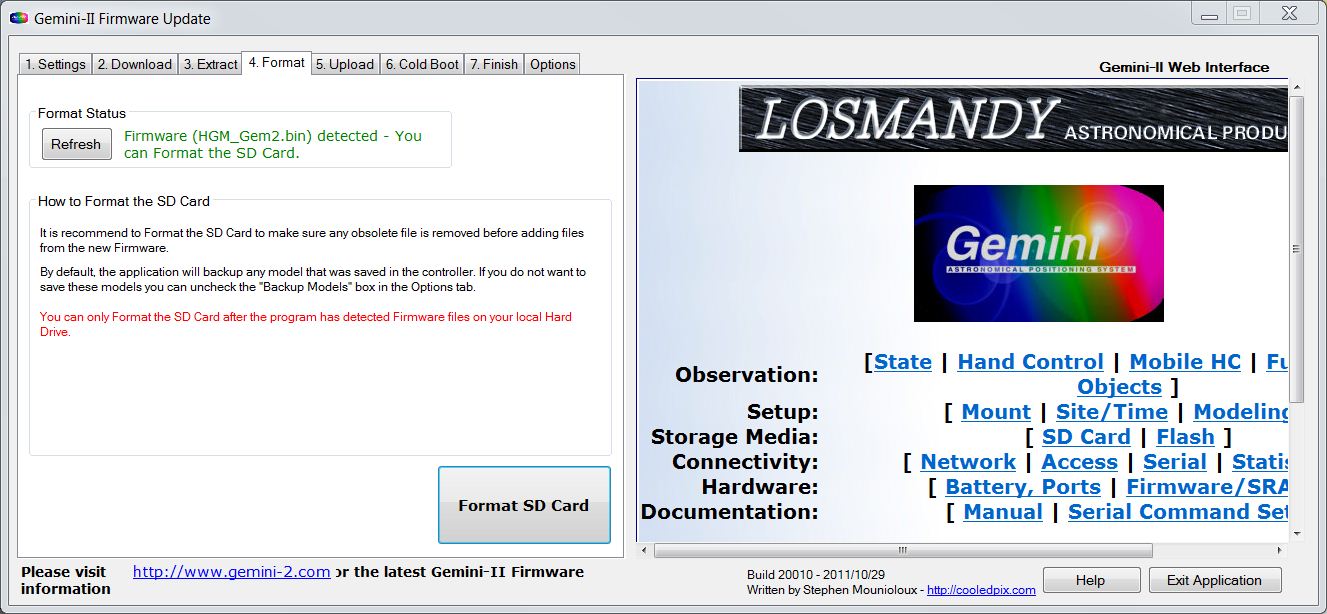 Gemini-II Firmware Update
1. Settings 2. Download 3. Extract 4. Format 5. Upload 6. Cold Boot 7. Finish Options
Format Status
Refresh
Firmware (HGM_Gem2.bin) detected - You
can Format the SD Card.
How to Format the SD Card
It is recommend to Format the SD Card to make sure any obsolete file is removed before adding files
from the new Firmware.
By default, the application will backup any model that was saved in the controller. If you do not want to
save these models you can uncheck the "Backup Models" box in the Options tab.
You can only Format the SD Card after the program has detected Firmware files on your local Hard
Drive.
Format SD Card
Gemini-II Web Interface
LOSMANDY ASTRONOMICAL PRODU
Gemini
ASTRONOMICAL POSITIONING SYSTEM
Observation: [State | Hand Control | Mobile HC | Fu
Objects ]
Setup: [ Mount | Site/Time | Modeling
Storage Media: [ SD Card | Flash ]
Connectivity: [ Network | Access | Serial | Statis
Hardware: [ Battery, Ports | Firmware/SRA
Documentation: [ Manual | Serial Command Set
Please visit http://www.gemini-2.com or the latest Gemini-II Firmware
information
Build 20010 - 2011/10/29
Written by Stephen Mounioloux - http://cooledpix.com
Help
Exit Application